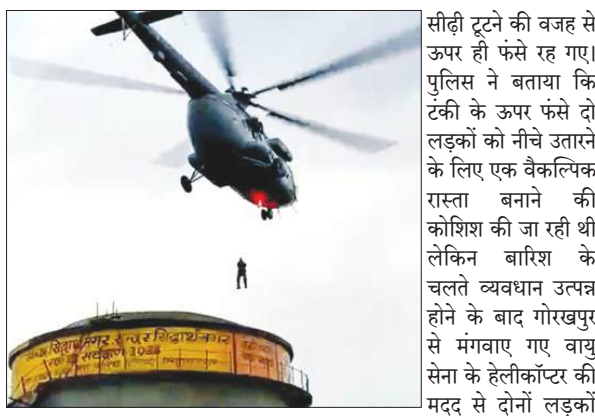 सीढ़ी टूटने की वजह से
ऊपर ही फंसे रह गए।
पुलिस ने बताया कि
टंकी के ऊपर फंसे दो
लड़कों को नीचे उतारने
के लिए एक वैकल्पिक
रास्ता बनाने की
कोशिश की जा रही थी
लेकिन बारिश के
चलते व्यवधान उत्पन्न
होने के बाद गोरखपुर
से मंगवाए गए वायु
सेना के हेलीकॉप्टर की
मदद से दोनों लड़कों
सिद्धार्थ नगर